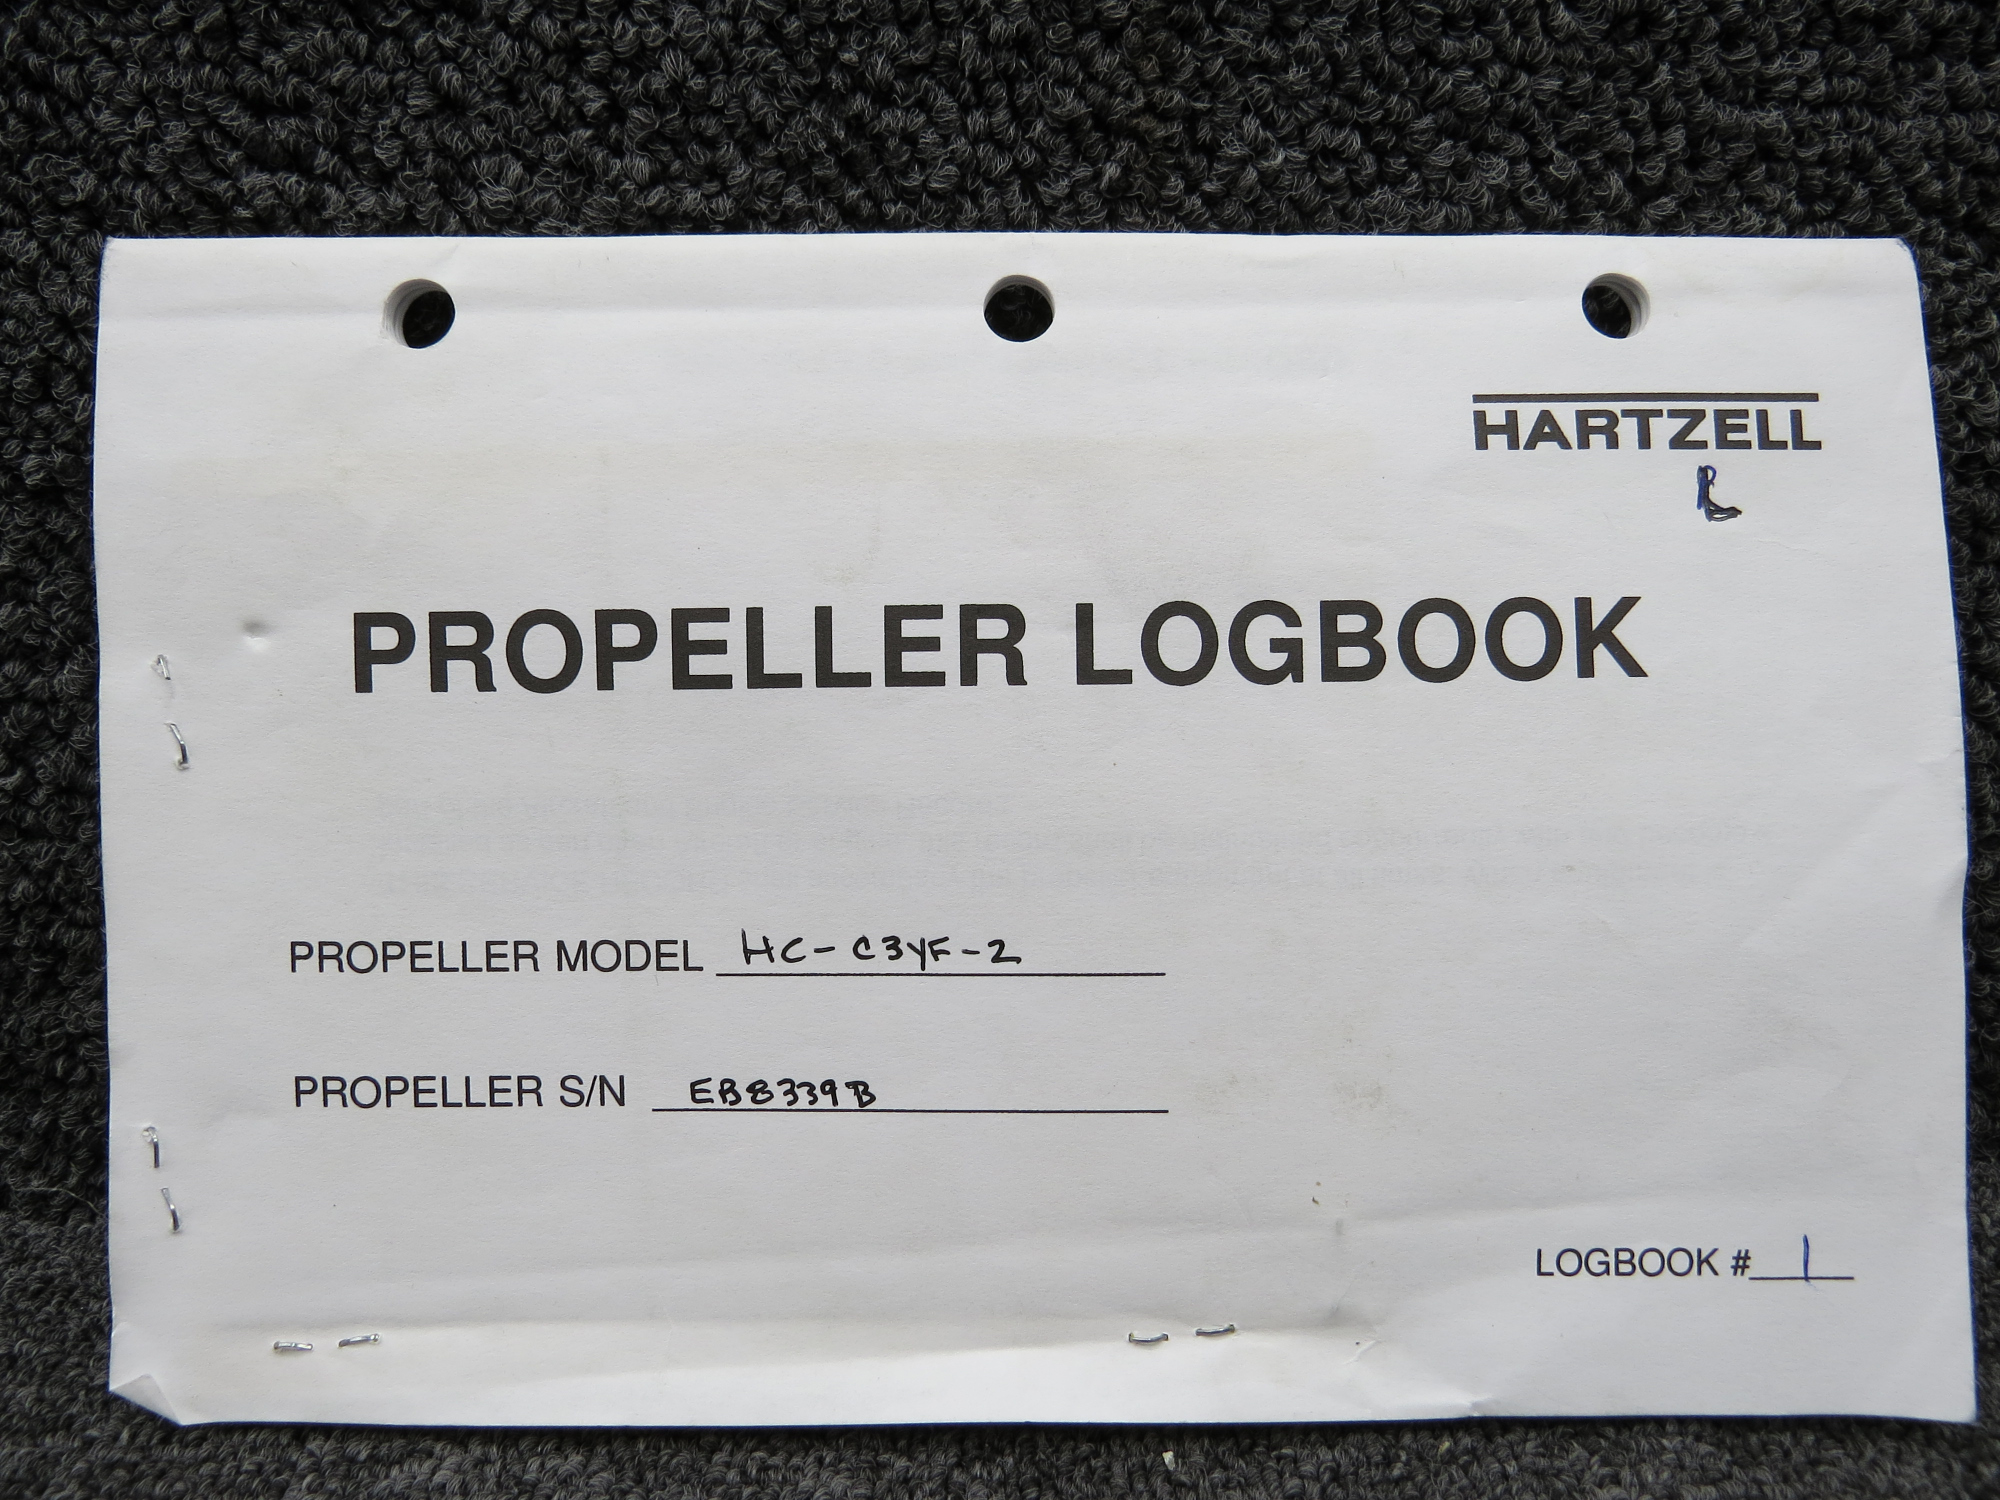 HARTZELL
L
PROPELLER LOGBOOK
PROPELLER MODEL HC-C3YF-2
PROPELLER S/N EB8339B
LOGBOOK # 1